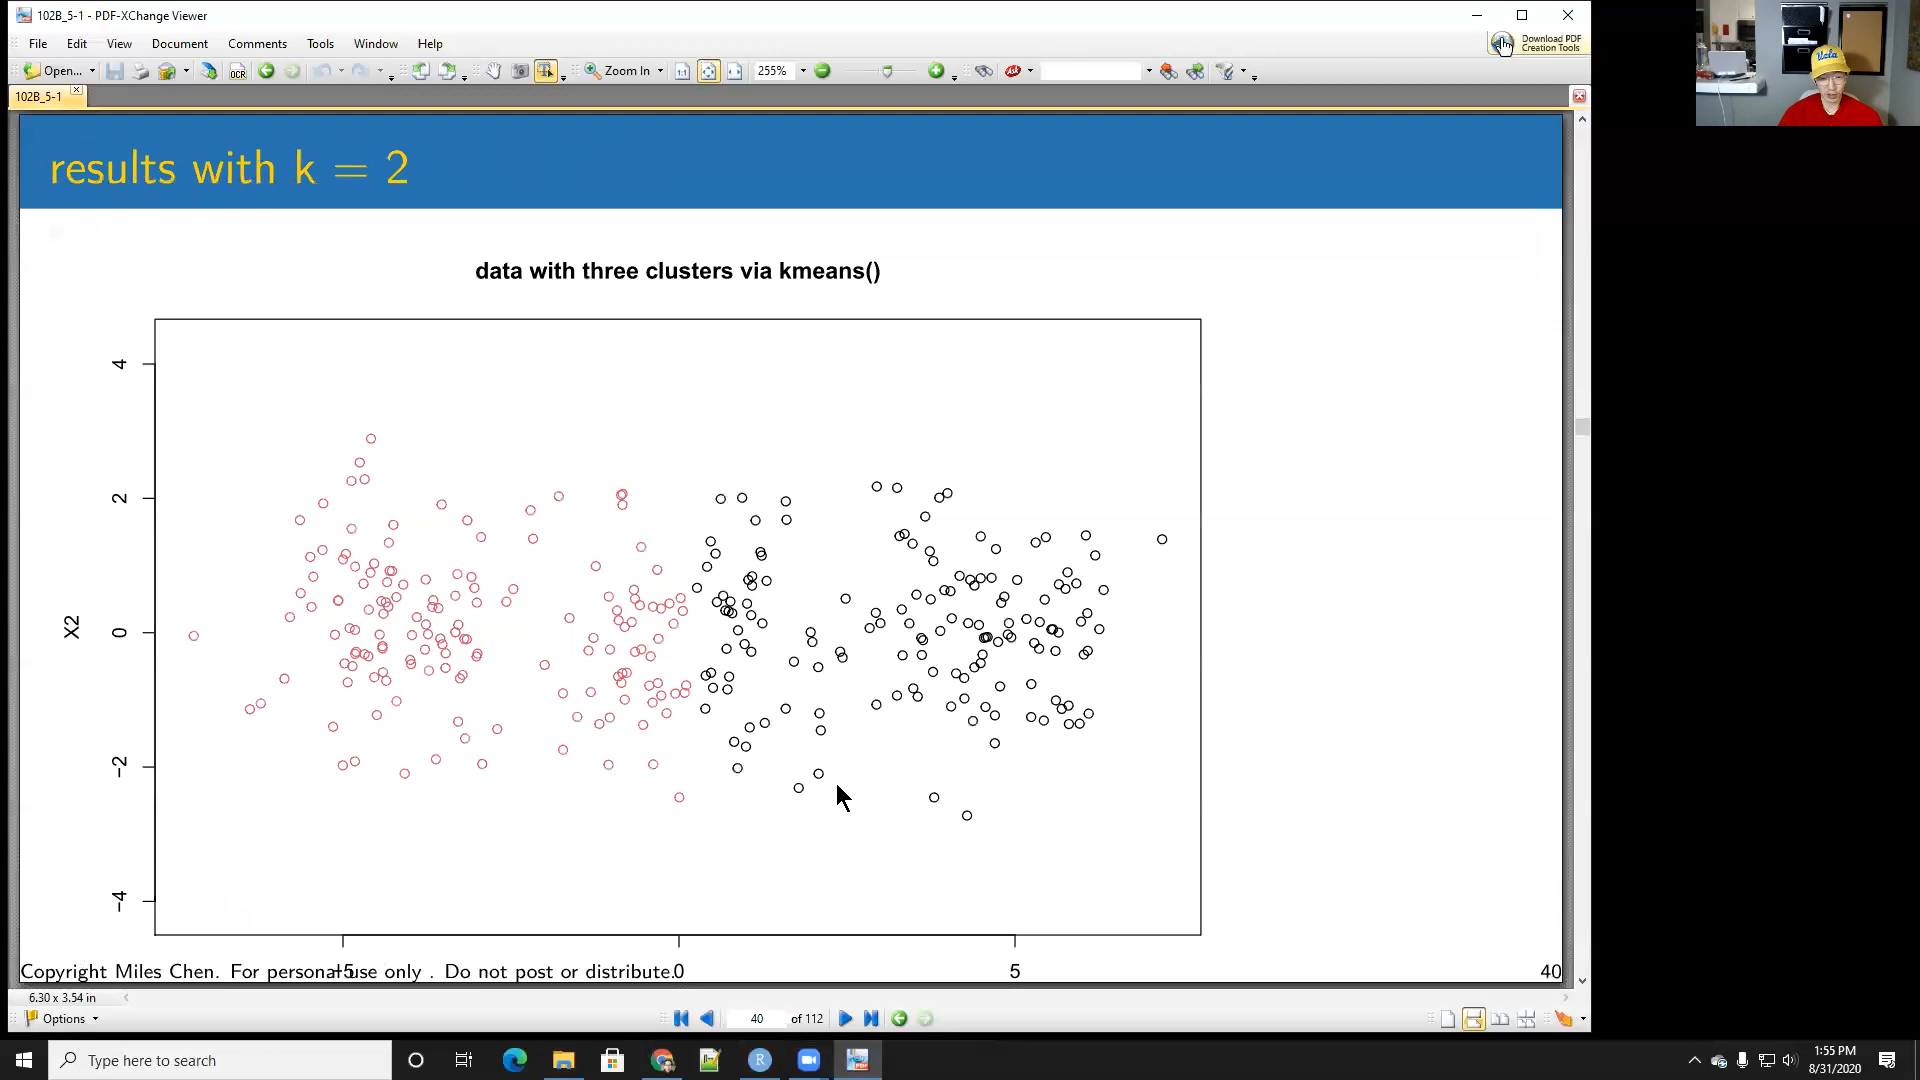 102B_5-1 - PDF-XChange Viewer
File Edit View Document Comments Tools Window Help
Download PDF
Creation Tools
Open... OCR Zoom In 1:1 255% Ask
102B_5-1
results with k = 2
data with three clusters via kmeans()
4
2
0
-2
-4
X2
-5 0 5
Copyright Miles Chen. For personal use only . Do not post or distribute.
40
6.30 x 3.54 in
Options 40 of 112
Type here to search
1:55 PM
8/31/2020